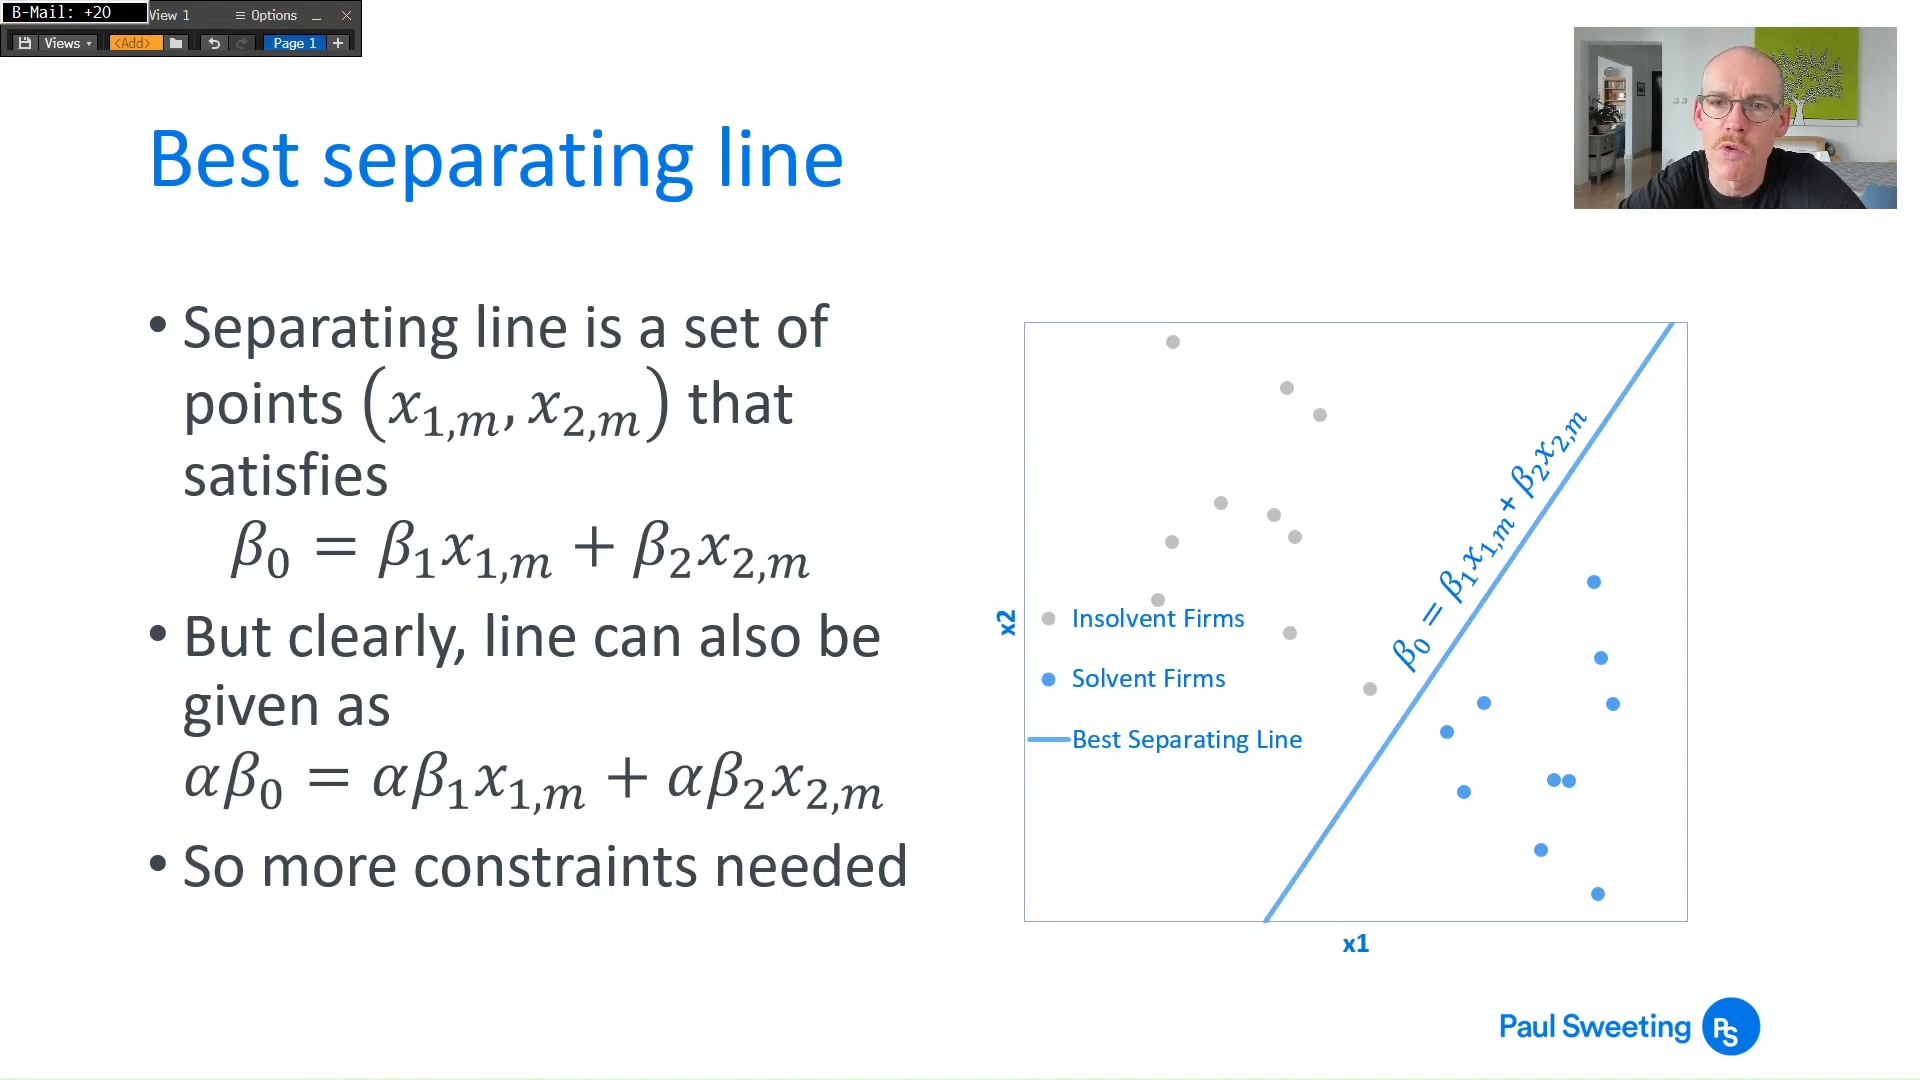 B-Mail: +20
View 1
Options
Views
<Add>
Page 1
Best separating line
• Separating line is a set of
points (x₁,ₘ, x₂,ₘ) that
satisfies
β₀ = β₁x₁,ₘ + β₂x₂,ₘ
• But clearly, line can also be
given as
αβ₀ = αβ₁x₁,ₘ + αβ₂x₂,ₘ
• So more constraints needed
β₀ = β₁x₁,ₘ + β₂x₂,ₘ
x2
Insolvent Firms
Solvent Firms
Best Separating Line
x1
Paul Sweeting PS